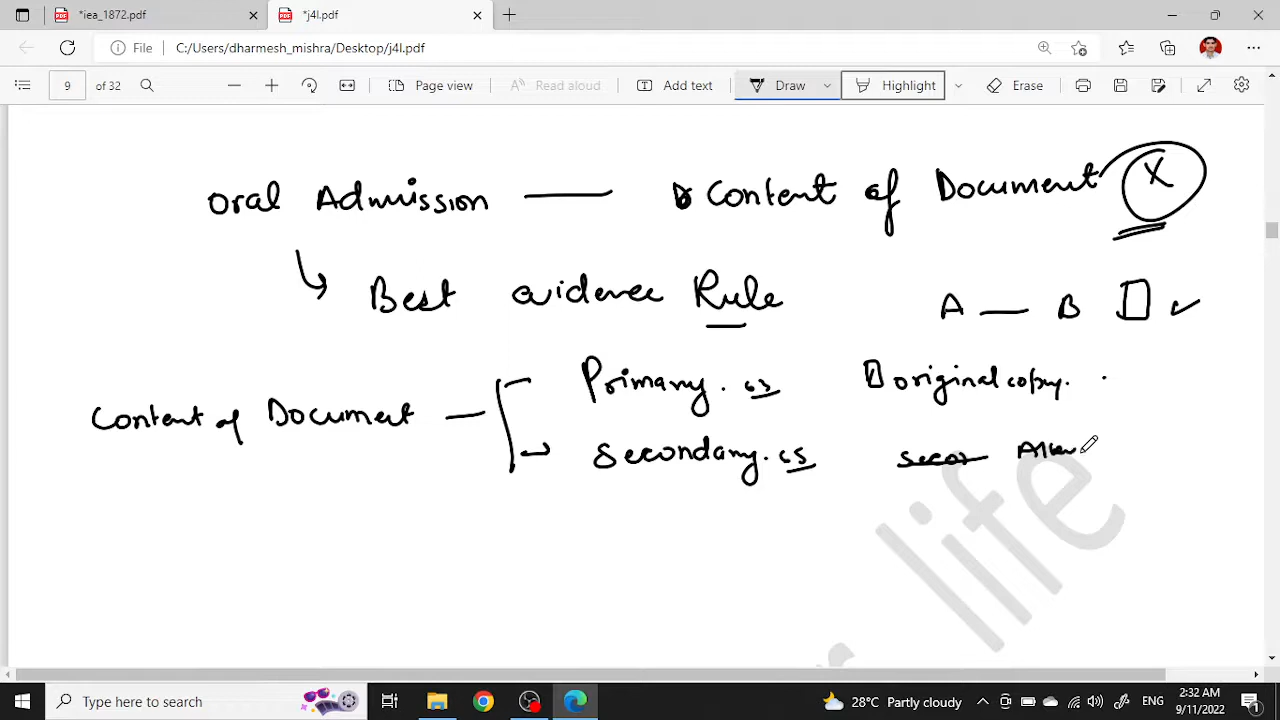 *iea_1872.pdf
*j4l.pdf
File C:/Users/dharmesh_mishra/Desktop/j4l.pdf
9 of 32 Page view Read aloud Add text Draw Highlight Erase
oral Admission — Content of Document X
Best evidence Rule
A — B
Primary. 
original copy.
Content of Document —
Secondary.
r life
Type here to search
28°C Partly cloudy
ENG
2:32 AM
9/11/2022